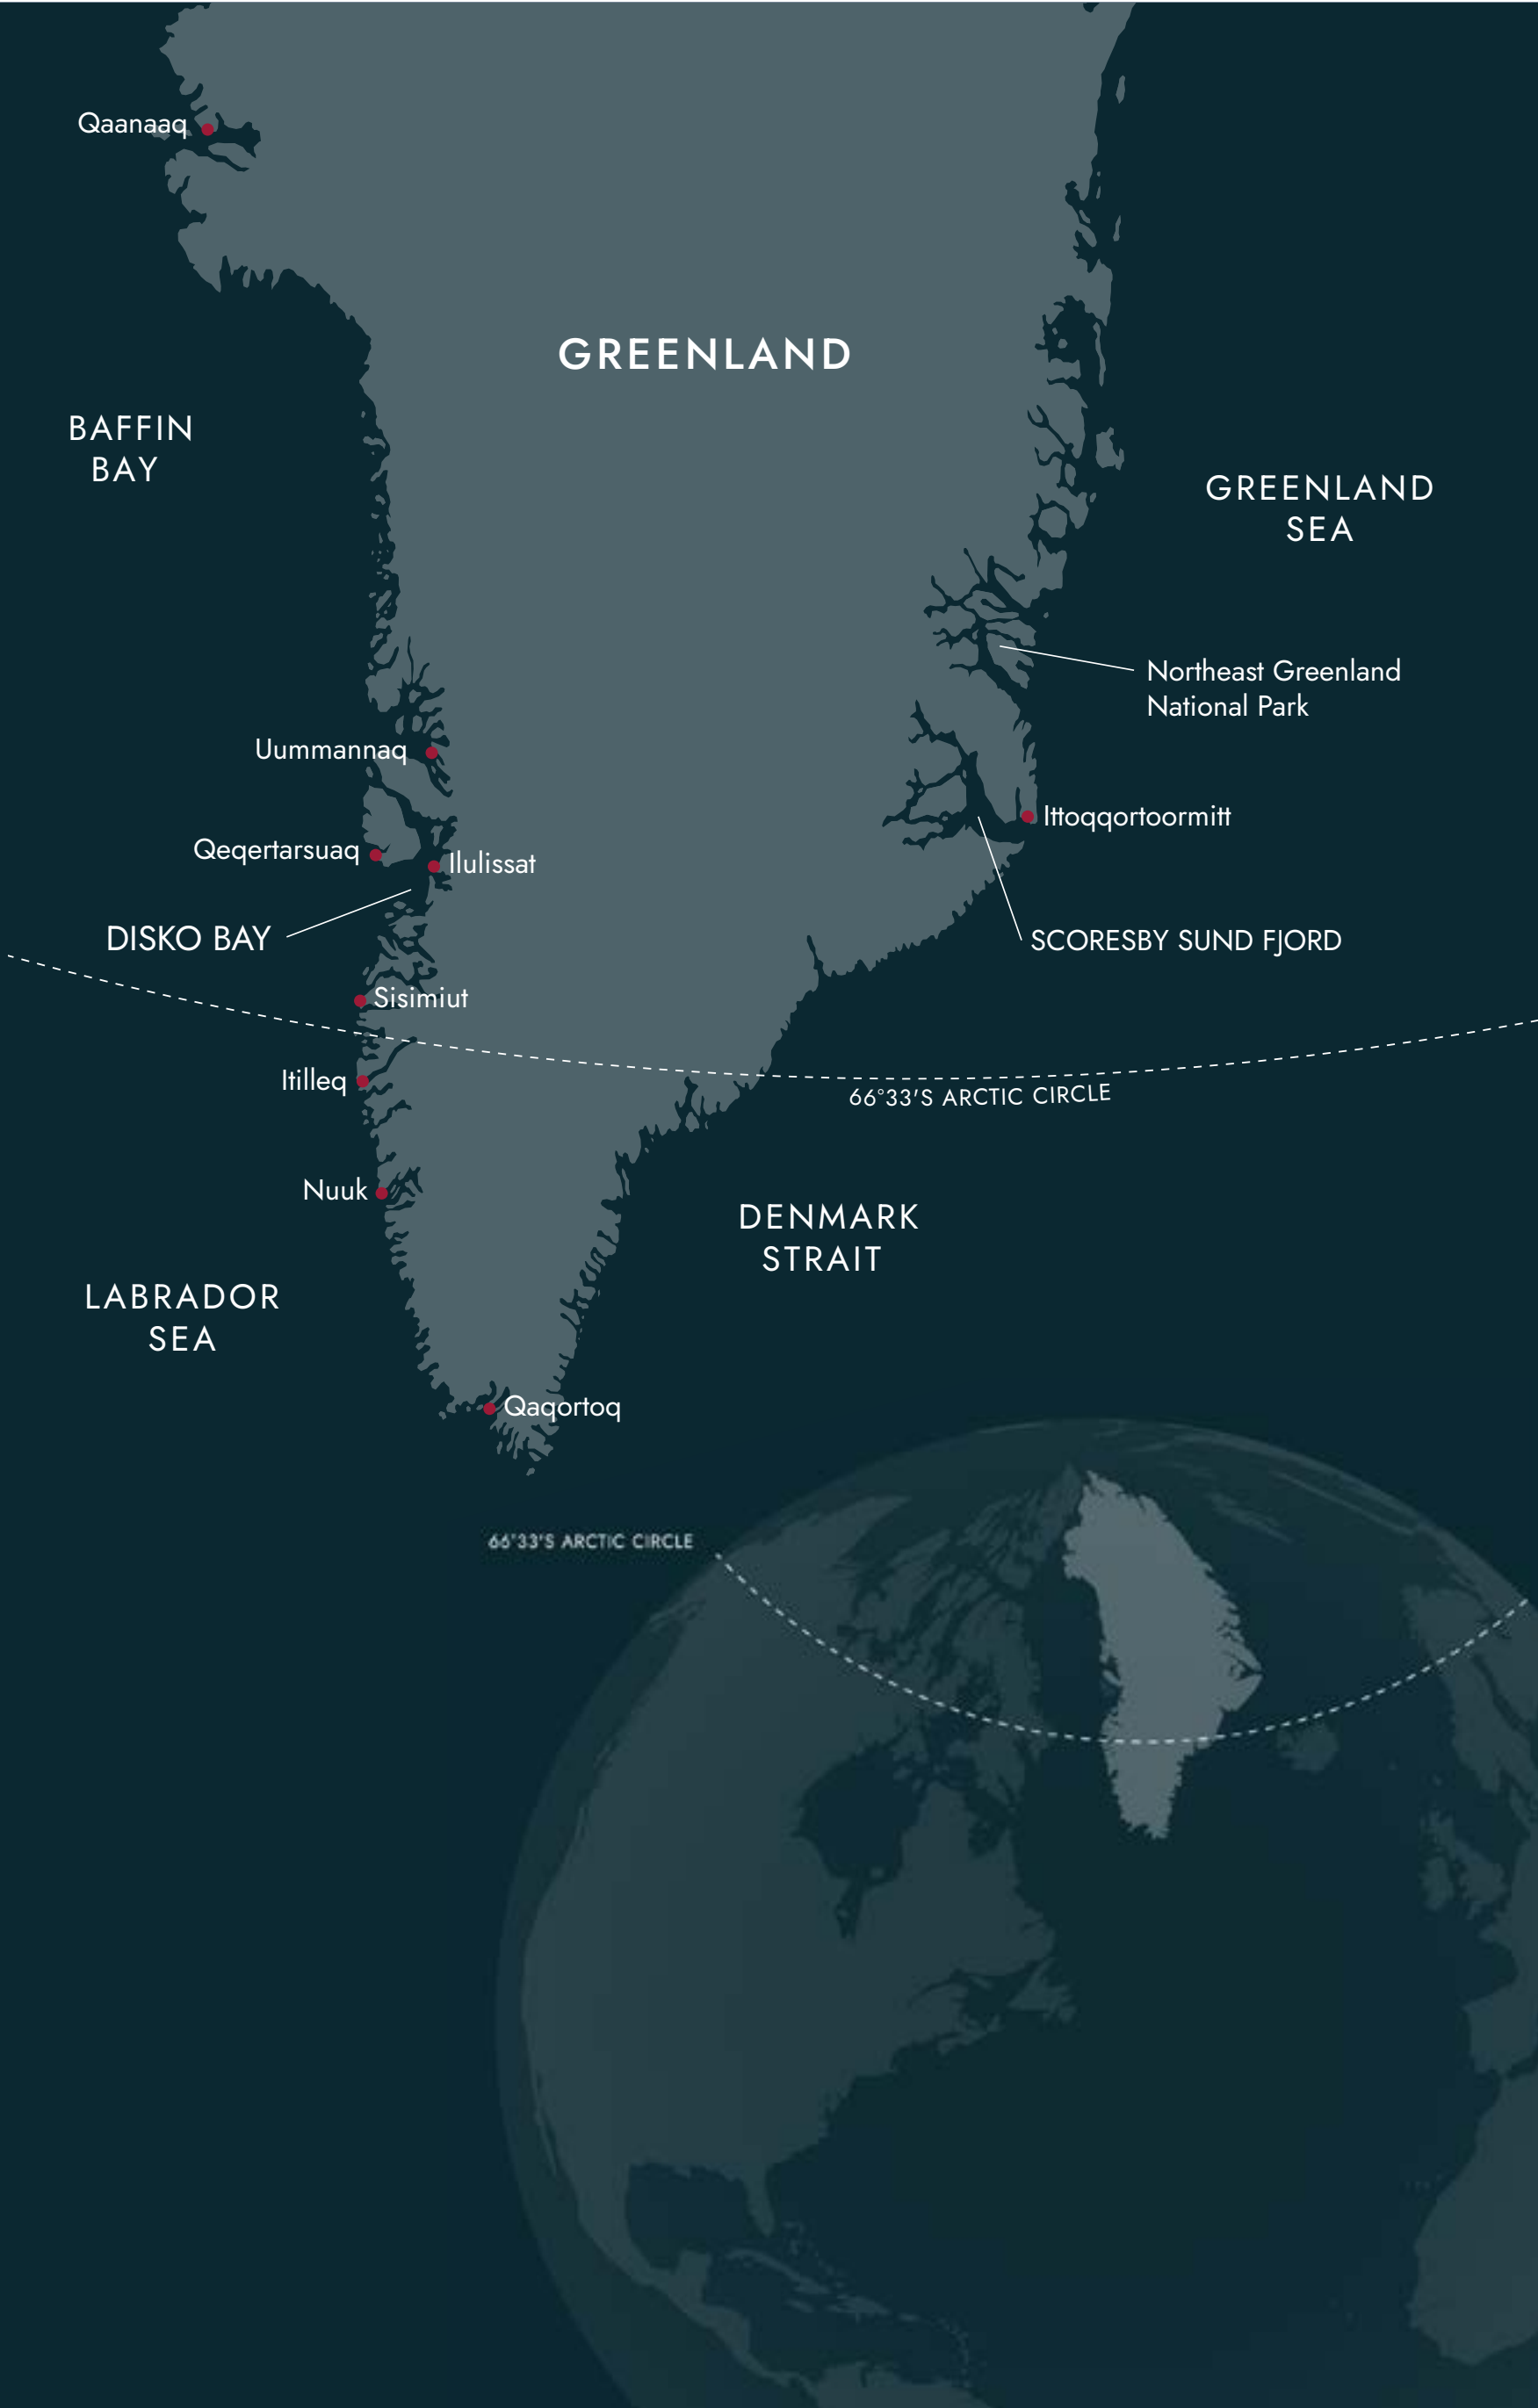 Qaanaaq
GREENLAND
BAFFIN
BAY
GREENLAND
SEA
Northeast Greenland
National Park
Uummannaq
Ittoqqortoormitt
Qeqertarsuaq
Ilulissat
DISKO BAY
SCORESBY SUND FJORD
Sisimiut
Itilleq
66°33'S ARCTIC CIRCLE
Nuuk
DENMARK
STRAIT
LABRADOR
SEA
Qaqortoq
66°33'S ARCTIC CIRCLE